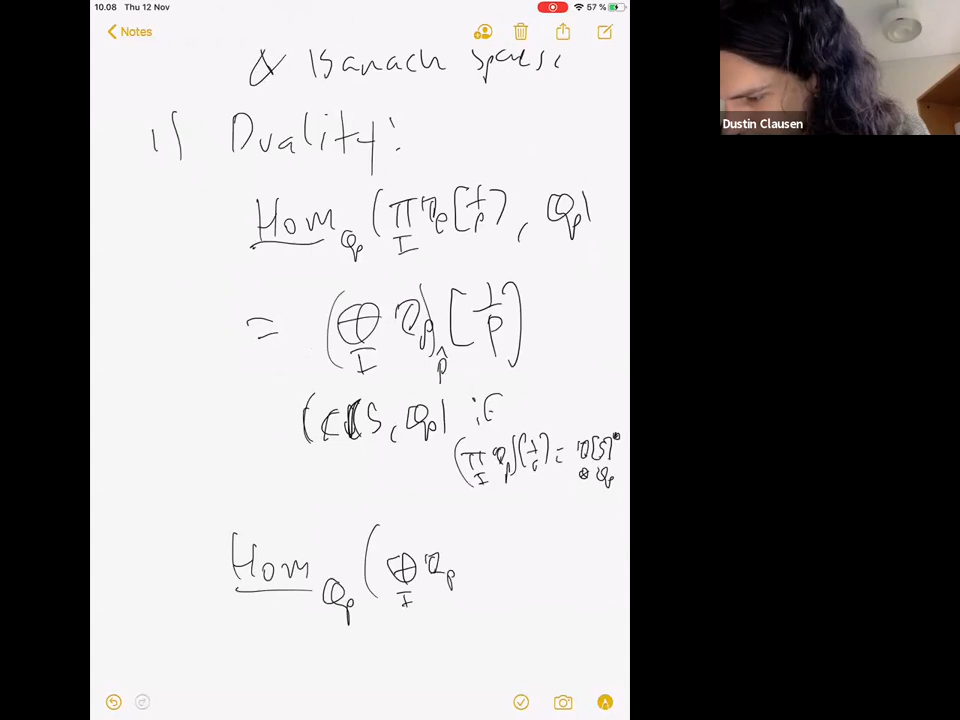 10.08 Thu 12 Nov
57 %
Notes
Dustin Clausen
& Banach spaces
1) Duality:
Hom_{Q_p} (∏_I Z_p [1/p], Q_p)
= (⊕_I Z_p)^_p [1/p]
S, Q_p) if
(∏_I Z_p)[1/p] = Z[S]^■ ⊗ Q_p
Hom_{Q_p} (⊕_I Z_p